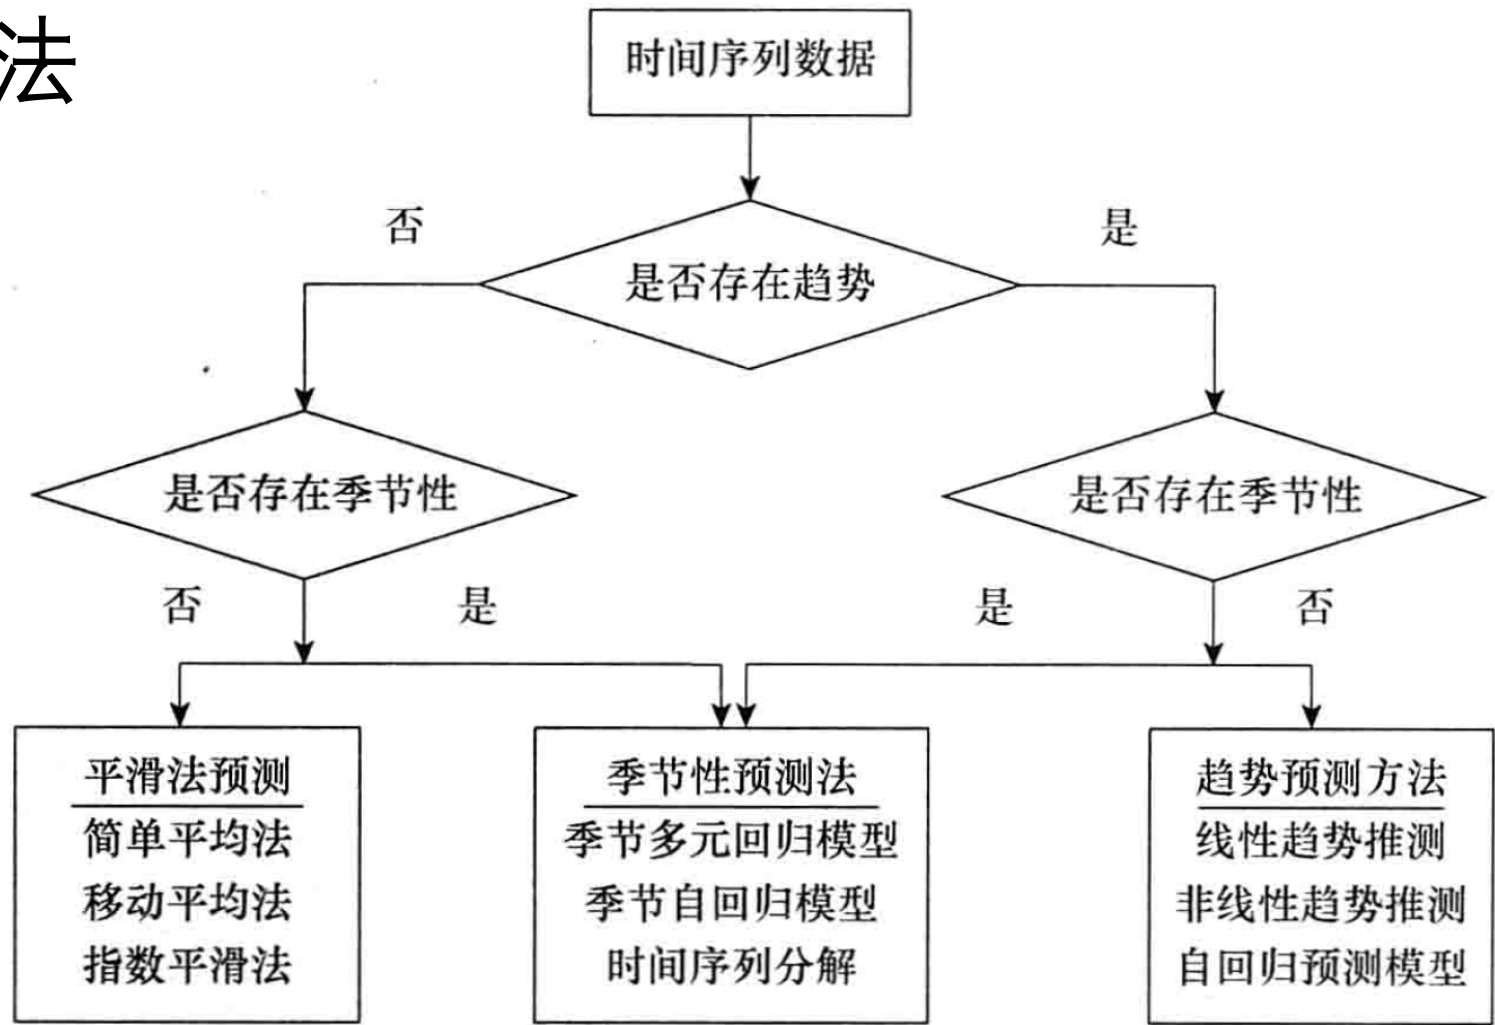 法
时间序列数据
否
是
是否存在趋势
是否存在季节性
是否存在季节性
否
是
是
否
平滑法预测
简单平均法
移动平均法
指数平滑法
季节性预测法
季节多元回归模型
季节自回归模型
时间序列分解
趋势预测方法
线性趋势推测
非线性趋势推测
自回归预测模型